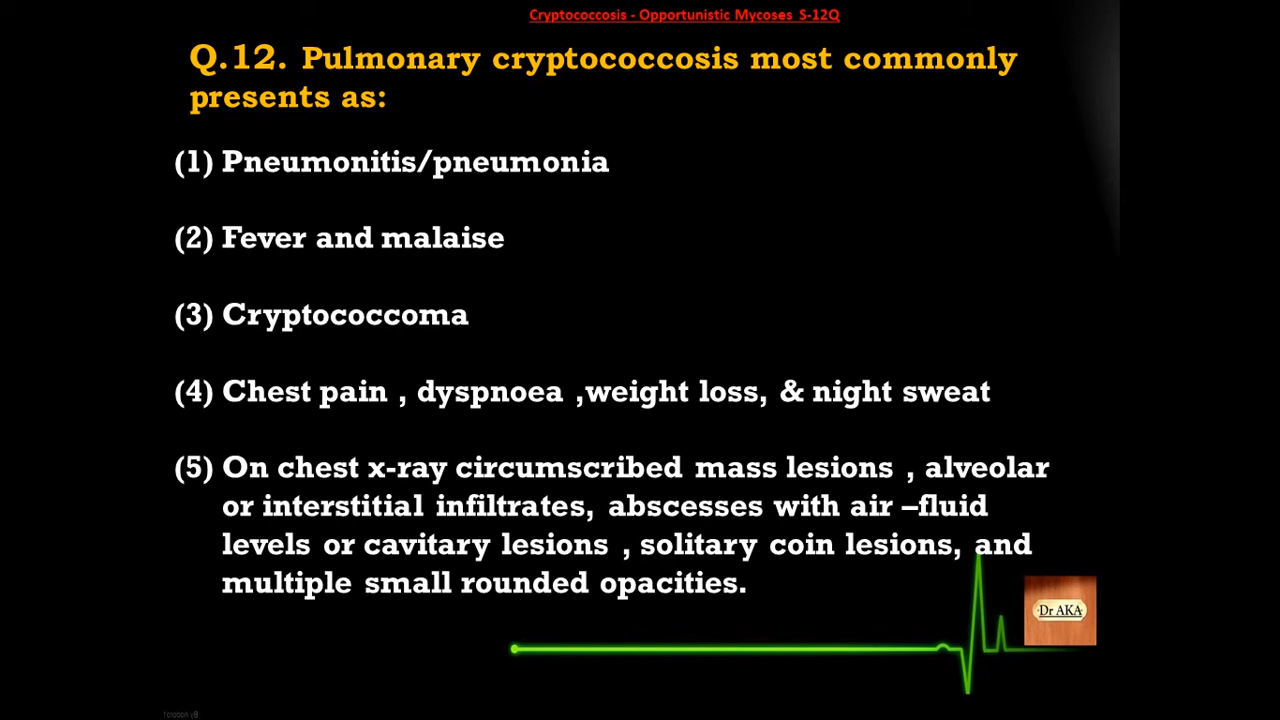 Cryptococcosis - Opportunistic Mycoses S-12Q
Q.12. Pulmonary cryptococcosis most commonly
presents as:
(1) Pneumonitis/pneumonia
(2) Fever and malaise
(3) Cryptococcoma
(4) Chest pain , dyspnoea ,weight loss, & night sweat
(5) On chest x-ray circumscribed mass lesions , alveolar
or interstitial infiltrates, abscesses with air –fluid
levels or cavitary lesions , solitary coin lesions, and
multiple small rounded opacities.
Dr AKA